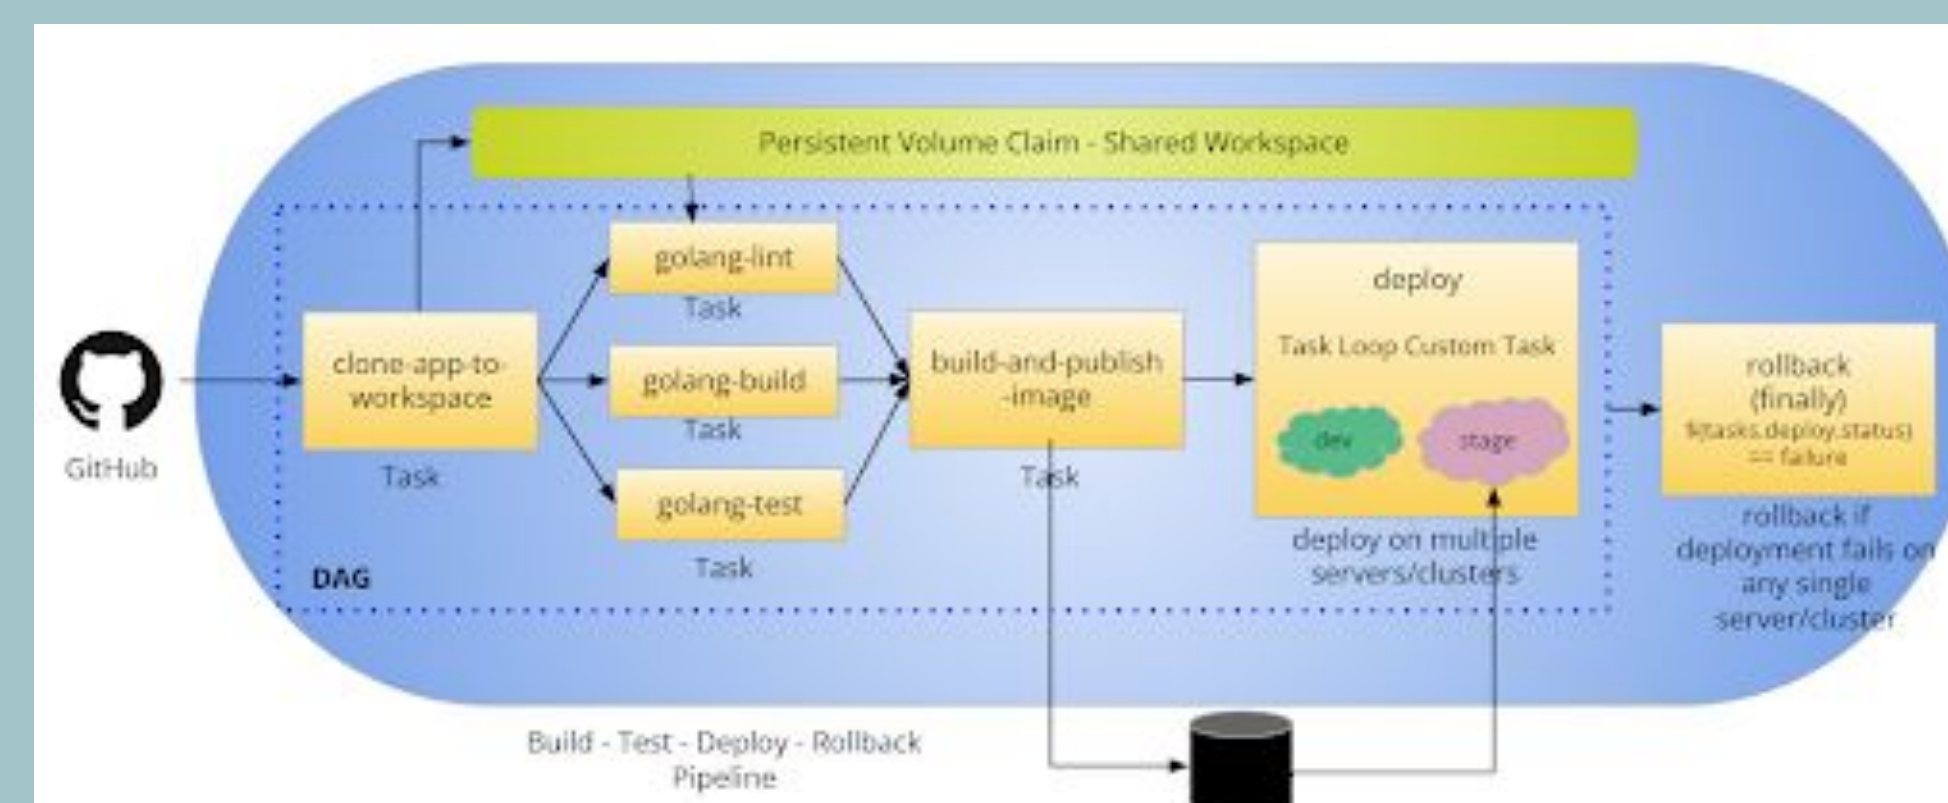 Persistent Volume Claim - Shared Workspace
GitHub
clone-app-to-
workspace
Task
golang-lint
Task
golang-build
Task
golang-test
Task
build-and-publish
-image
Task
deploy
Task Loop Custom Task
dev
stage
deploy on multiple
servers/clusters
rollback
(finally)
$(tasks.deploy.status)
== failure
rollback if
deployment fails on
any single
server/cluster
DAG
Build - Test - Deploy - Rollback
Pipeline